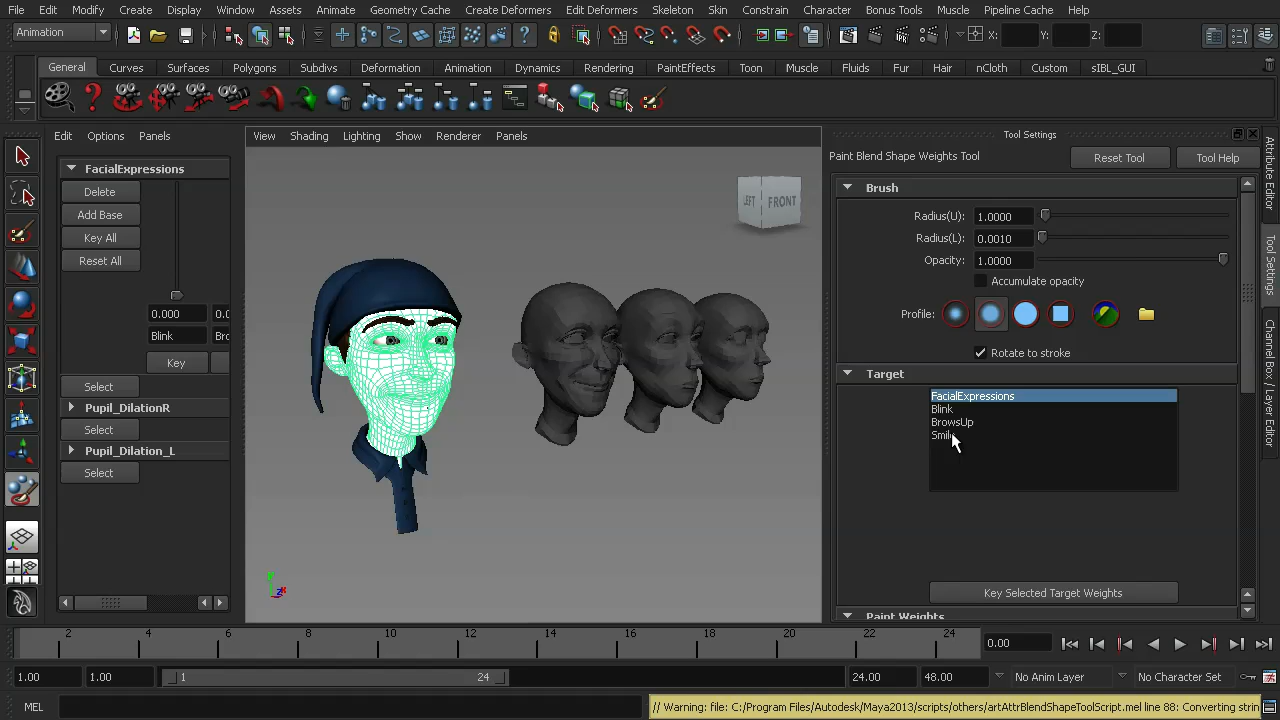 File Edit Modify Create Display Window Assets Animate Geometry Cache Create Deformers Edit Deformers Skeleton Skin Constrain Character Bonus Tools Muscle Pipeline Cache Help
Animation X: Y: Z:
General Curves Surfaces Polygons Subdivs Deformation Animation Dynamics Rendering PaintEffects Toon Muscle Fluids Fur Hair nCloth Custom sIBL_GUI
Edit Options Panels
View Shading Lighting Show Renderer Panels
Tool Settings
Paint Blend Shape Weights Tool Reset Tool Tool Help
FacialExpressions
Delete
Add Base
Key All
Reset All
0.000 0.
Blink Bro
Key
Select
Pupil_DilationR
Select
Pupil_Dilation_L
Select
LEFT FRONT
Brush
Radius(U): 1.0000
Radius(L): 0.0010
Opacity: 1.0000
Accumulate opacity
Profile:
Rotate to stroke
Target
FacialExpressions
Blink
BrowsUp
Smil
Key Selected Target Weights
Paint Weights
Attribute Editor
Tool Settings
Channel Box / Layer Editor
2 4 6 8 10 12 14 16 18 20 22 24 0.00
1.00 1.00 1 24 24.00 48.00 No Anim Layer No Character Set
MEL // Warning: file: C:/Program Files/Autodesk/Maya2013/scripts/others/artAttrBlendShapeToolScript.mel line 88: Converting strin